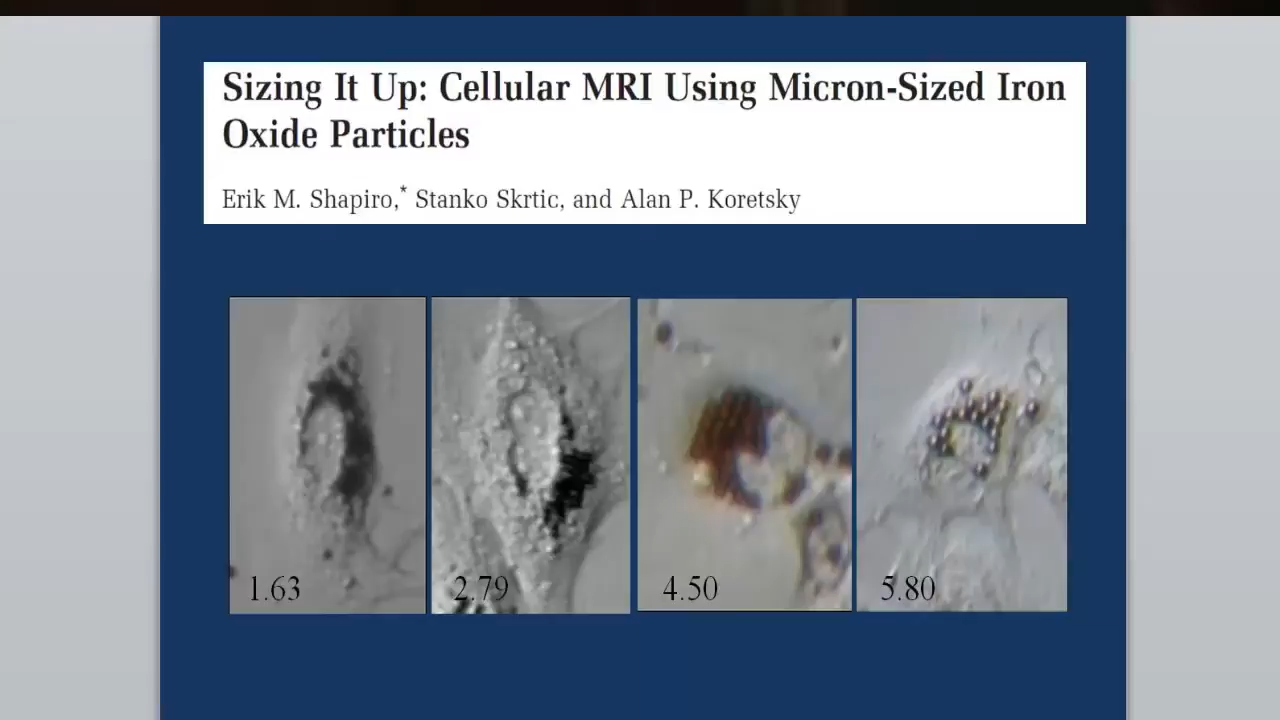 Sizing It Up: Cellular MRI Using Micron-Sized Iron
Oxide Particles
Erik M. Shapiro,* Stanko Skrtic, and Alan P. Koretsky
1.63 2.79 4.50 5.80